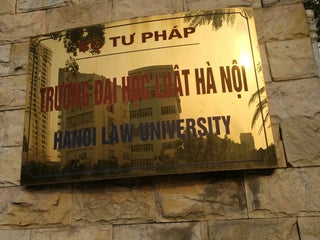 BỘ TƯ PHÁP
TRƯỜNG ĐẠI HỌC LUẬT HÀ NỘI
HANOI LAW UNIVERSITY